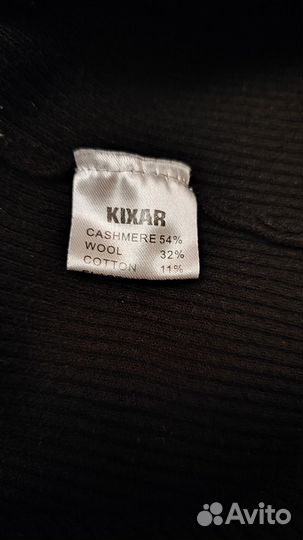 KIXAR
CASHMERE 54%
WOOL 32%
COTTON 11%
Avito